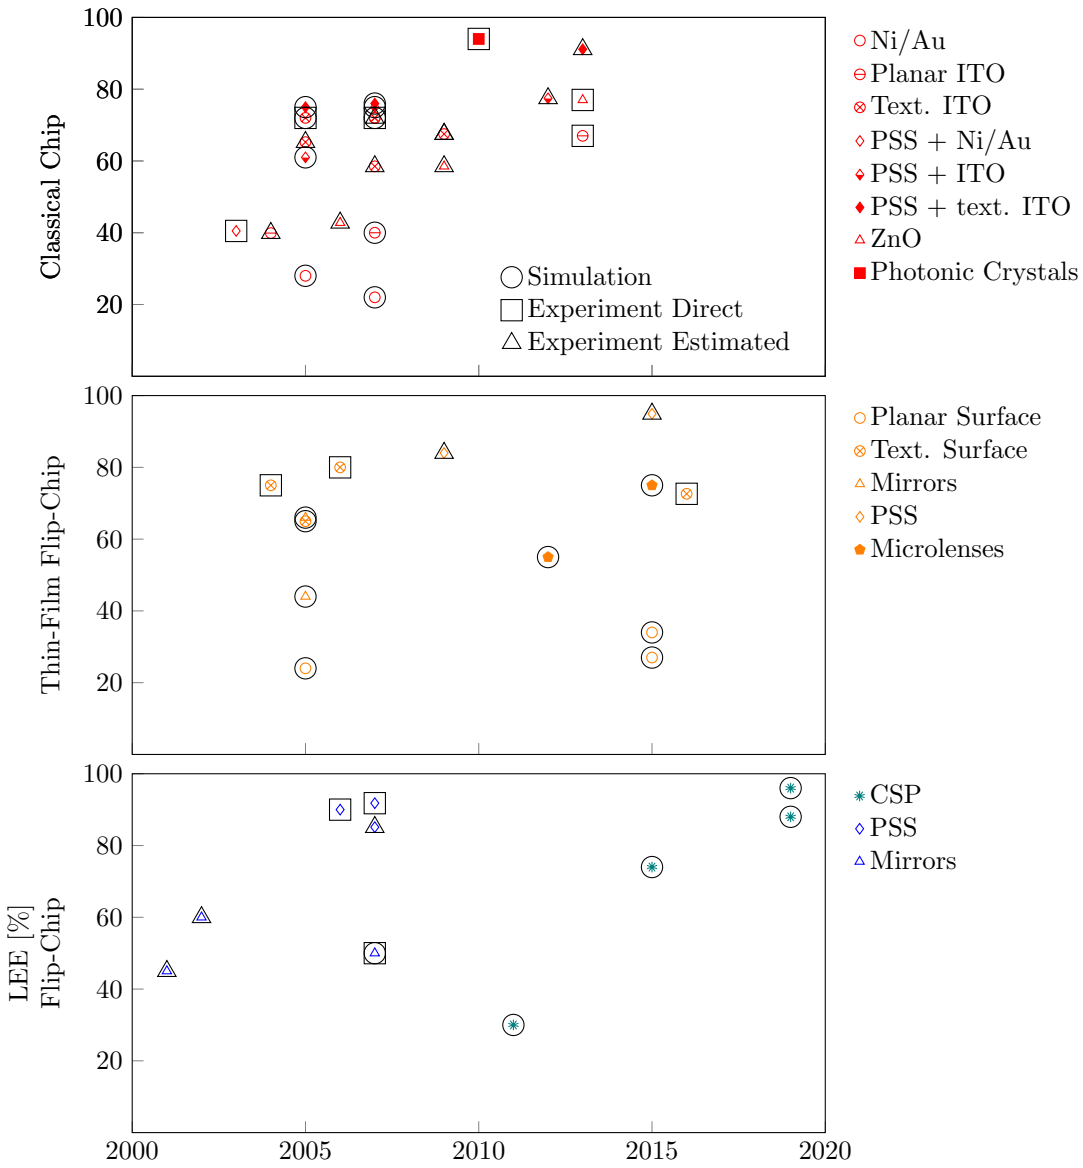 100
80
60
40
20
Classical Chip
Simulation
Experiment Direct
Experiment Estimated
Ni/Au
Planar ITO
Text. ITO
PSS + Ni/Au
PSS + ITO
PSS + text. ITO
ZnO
Photonic Crystals
100
80
60
40
20
Thin-Film Flip-Chip
Planar Surface
Text. Surface
Mirrors
PSS
Microlenses
100
80
60
40
20
LEE [%]
Flip-Chip
CSP
PSS
Mirrors
2000
2005
2010
2015
2020